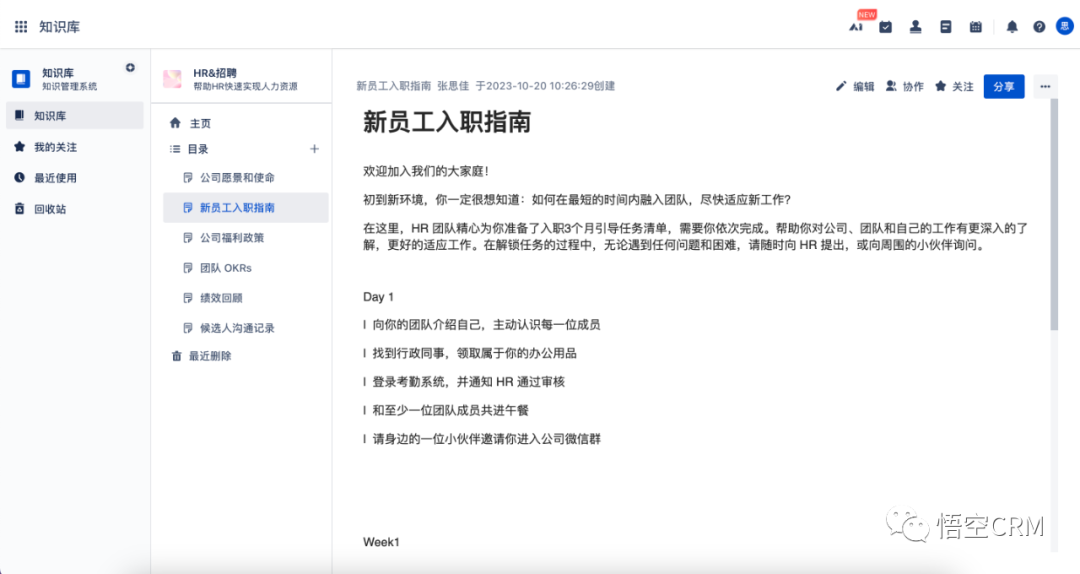 知识库
NEW
AI
思
知识库
知识管理系统
知识库
我的关注
最近使用
回收站
HR&招聘
帮助HR快速实现人力资源
主页
目录
公司愿景和使命
新员工入职指南
公司福利政策
团队 OKRs
绩效回顾
候选人沟通记录
最近删除
新员工入职指南 张思佳 于2023-10-20 10:26:29创建
编辑
协作
关注
分享
新员工入职指南
欢迎加入我们的大家庭！
初到新环境，你一定很想知道：如何在最短的时间内融入团队，尽快适应新工作？
在这里，HR 团队精心为你准备了入职3个月引导任务清单，需要你依次完成。帮助你对公司、团队和自己的工作有更深入的了
解，更好的适应工作。在解锁任务的过程中，无论遇到任何问题和困难，请随时向 HR 提出，或向周围的小伙伴询问。
Day 1
l 向你的团队介绍自己，主动认识每一位成员
l 找到行政同事，领取属于你的办公用品
l 登录考勤系统，并通知 HR 通过审核
l 和至少一位团队成员共进午餐
l 请身边的一位小伙伴邀请你进入公司微信群
Week1
悟空CRM